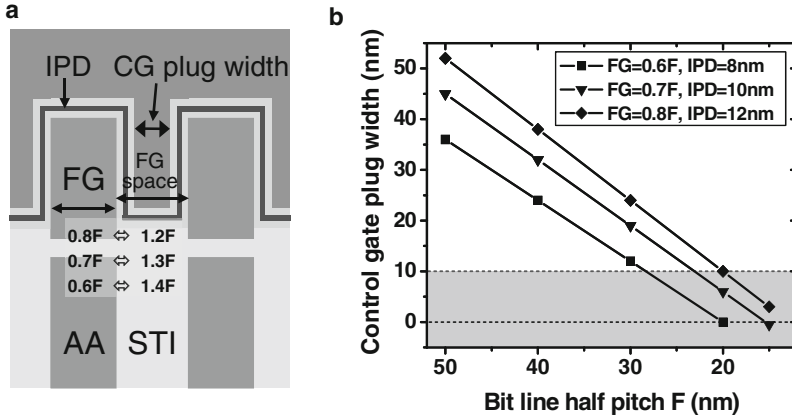 a
IPD
CG plug width
FG
FG space
0.8F ⇔ 1.2F
0.7F ⇔ 1.3F
0.6F ⇔ 1.4F
AA
STI
b
Control gate plug width (nm)
50
40
30
20
10
0
FG=0.6F, IPD=8nm
FG=0.7F, IPD=10nm
FG=0.8F, IPD=12nm
50 40 30 20
Bit line half pitch F (nm)